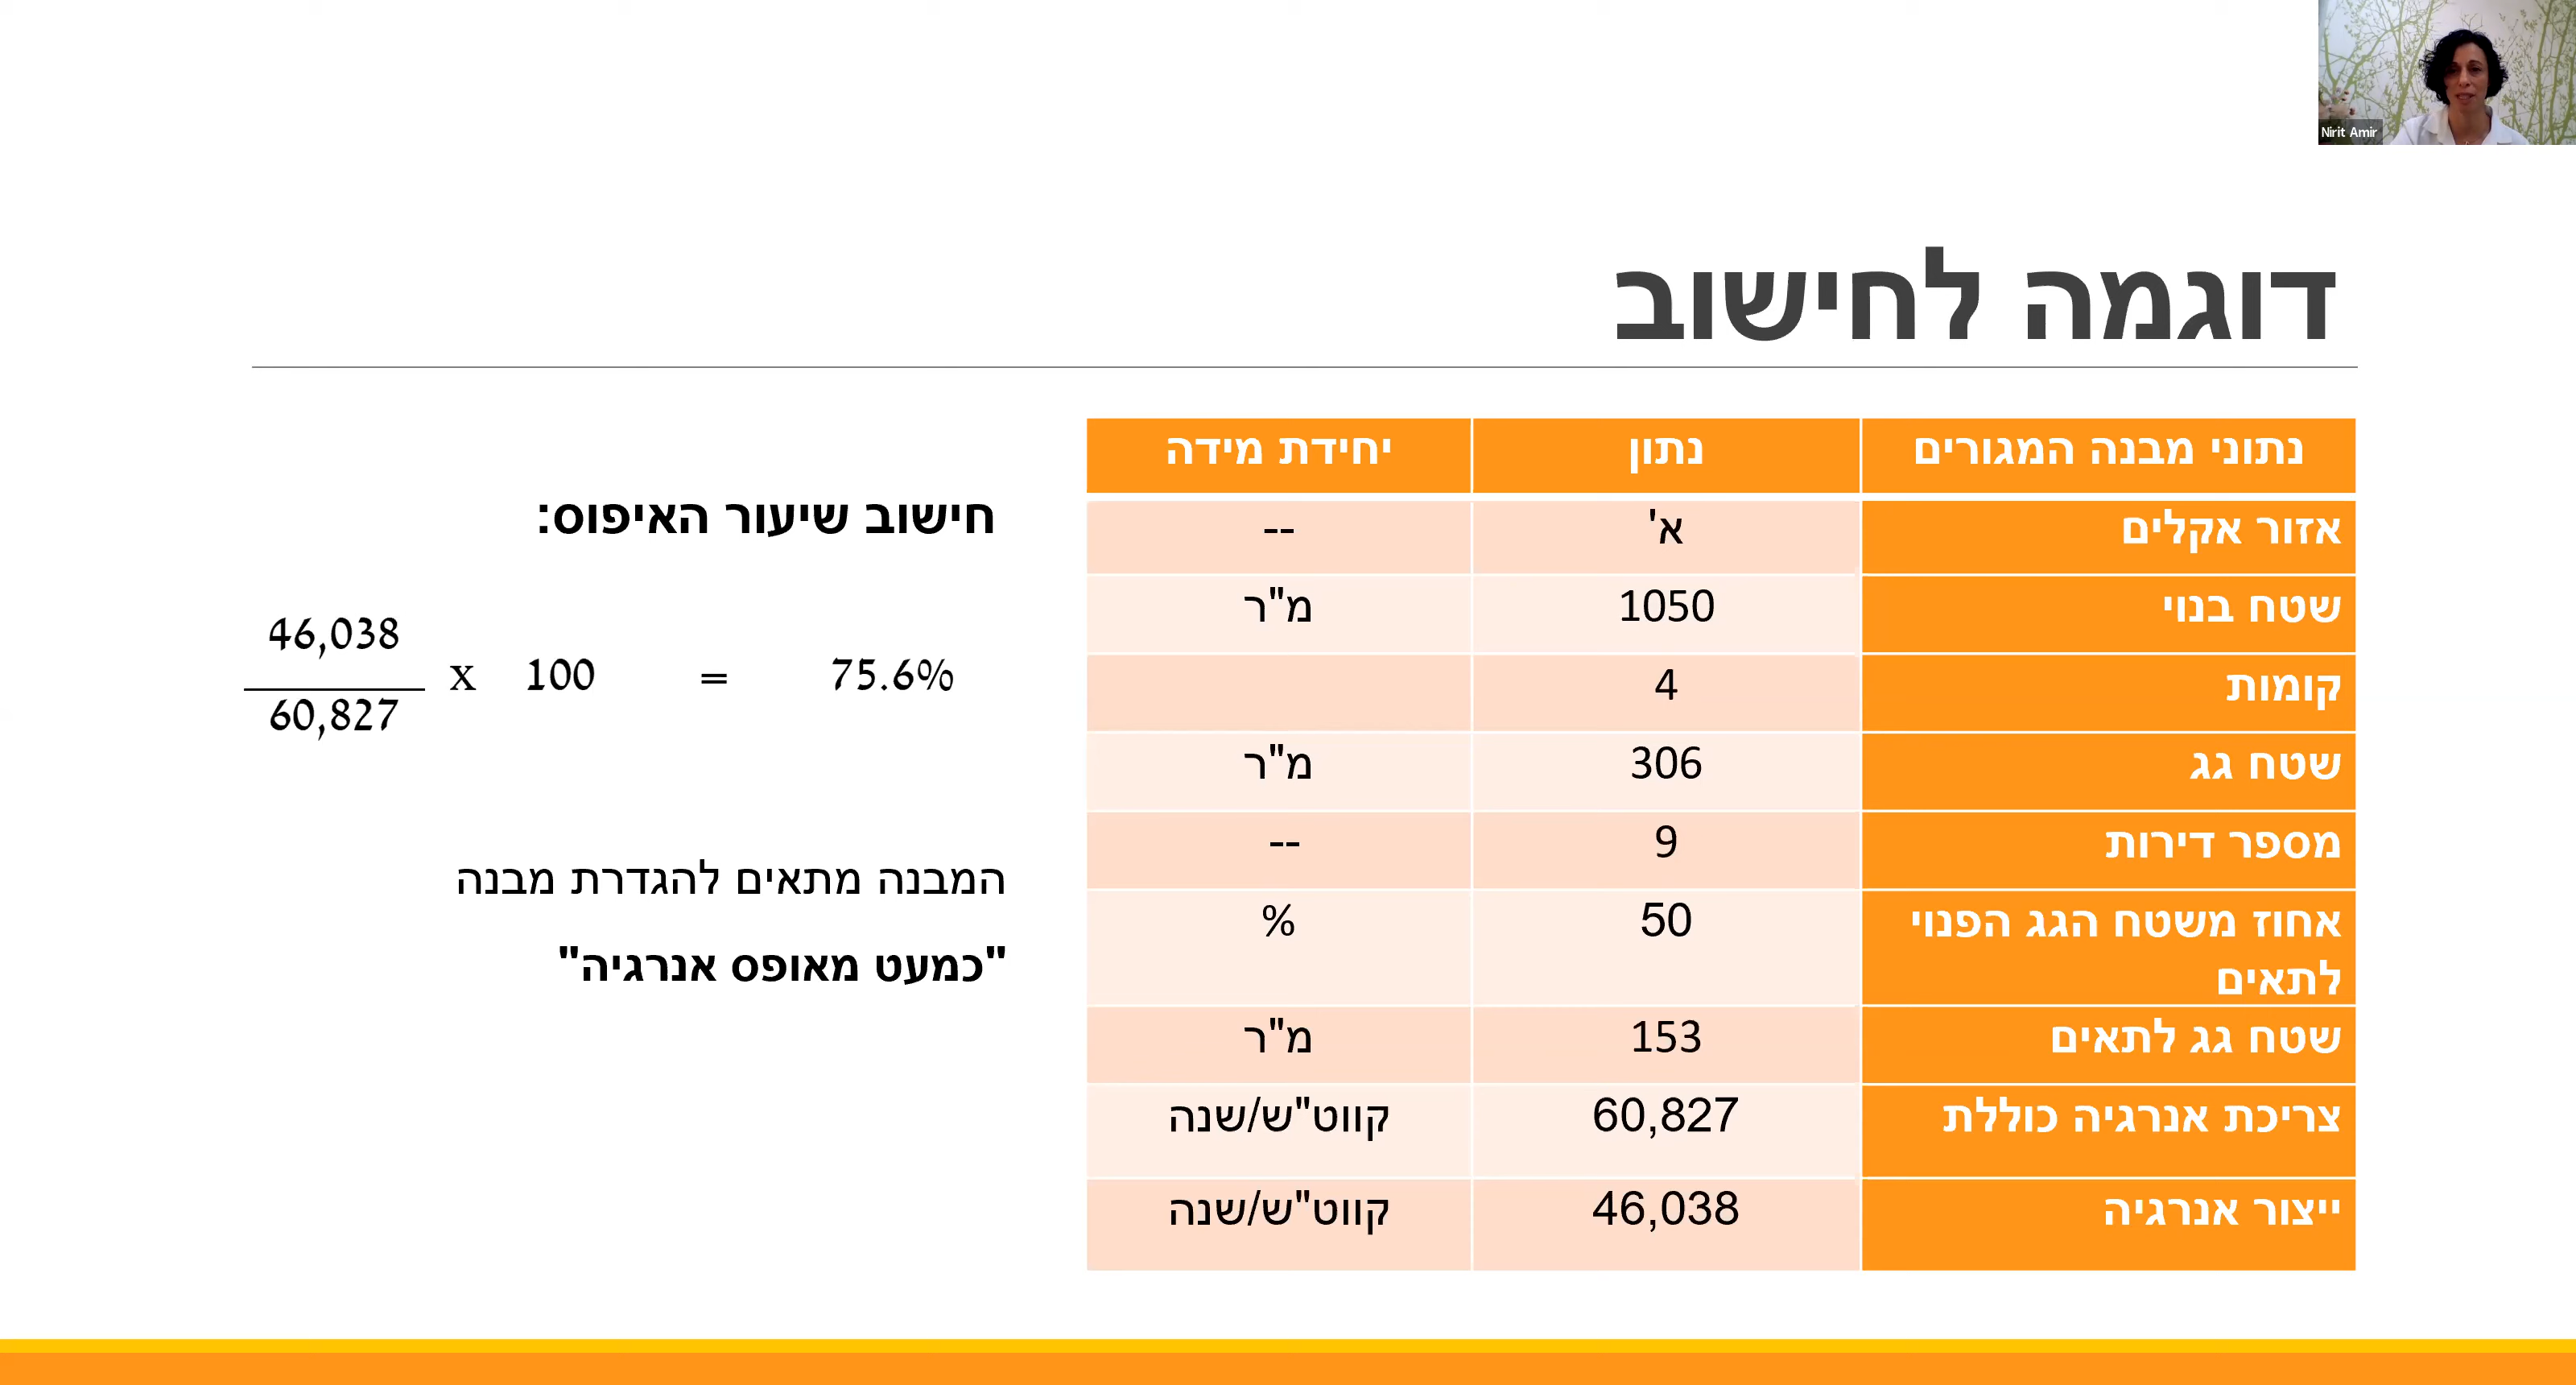 Nirit Amir
דוגמה לחישוב
נתוני מבנה המגורים נתון יחידת מידה
אזור אקלים א' --
שטח בנוי 1050 מ"ר
קומות 4
שטח גג 306 מ"ר
מספר דירות 9 --
אחוז משטח הגג הפנוי 50 %
לתאים
שטח גג לתאים 153 מ"ר
צריכת אנרגיה כוללת 60,827 קווט"ש/שנה
ייצור אנרגיה 46,038 קווט"ש/שנה
חישוב שיעור האיפוס:
46,038
x 100 = 75.6%
60,827
המבנה מתאים להגדרת מבנה
"כמעט מאופס אנרגיה"